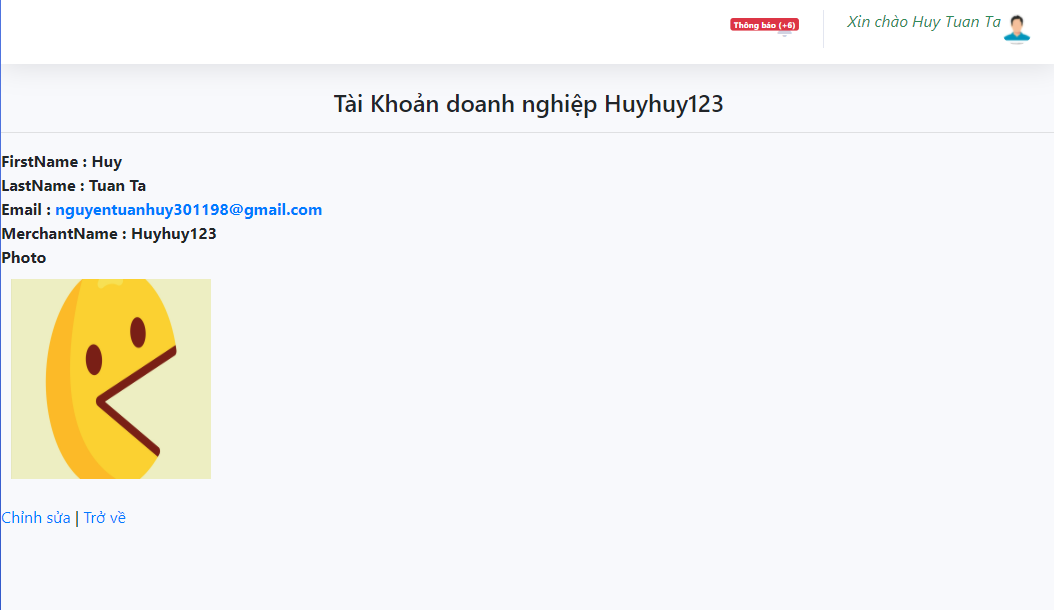 Thông báo (+6)
Xin chào Huy Tuan Ta
Tài Khoản doanh nghiệp Huyhuy123
FirstName : Huy
LastName : Tuan Ta
Email : nguyentuanhuy301198@gmail.com
MerchantName : Huyhuy123
Photo
Chỉnh sửa | Trở về